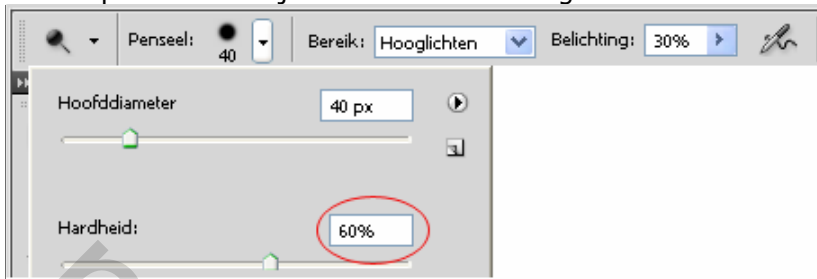 Penseel: 40 Bereik: Hooglichten Belichting: 30%
Hoofddiameter 40 px
Hardheid: 60%